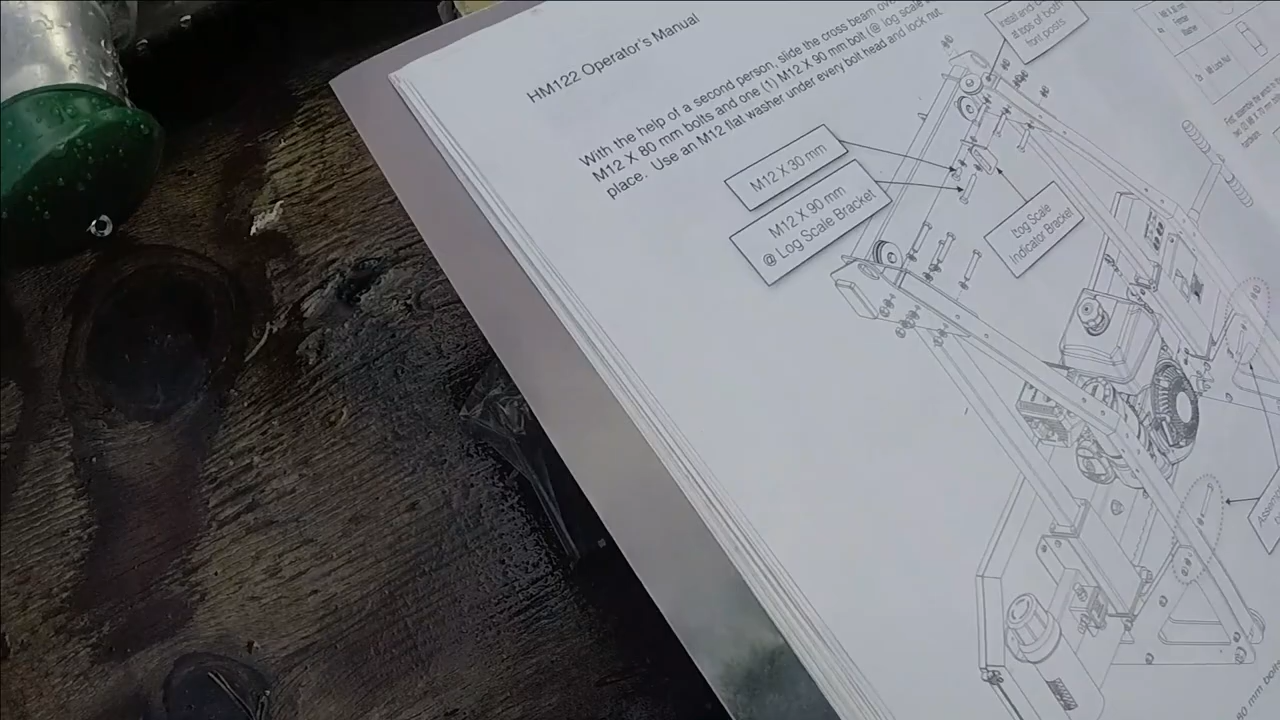 HM122 Operator's Manual
With the help of a second person, slide the cross beam
M12 X 80 mm bolts and one (1) M12 X 90 mm bolt (@ log scale
place. Use an M12 flat washer under every bolt head and lock nut
Install end
at tops of both
front posts
M12 X 30 mm
M12 X 90 mm
@ Log Scale Bracket
Log Scale
Indicator Bracket